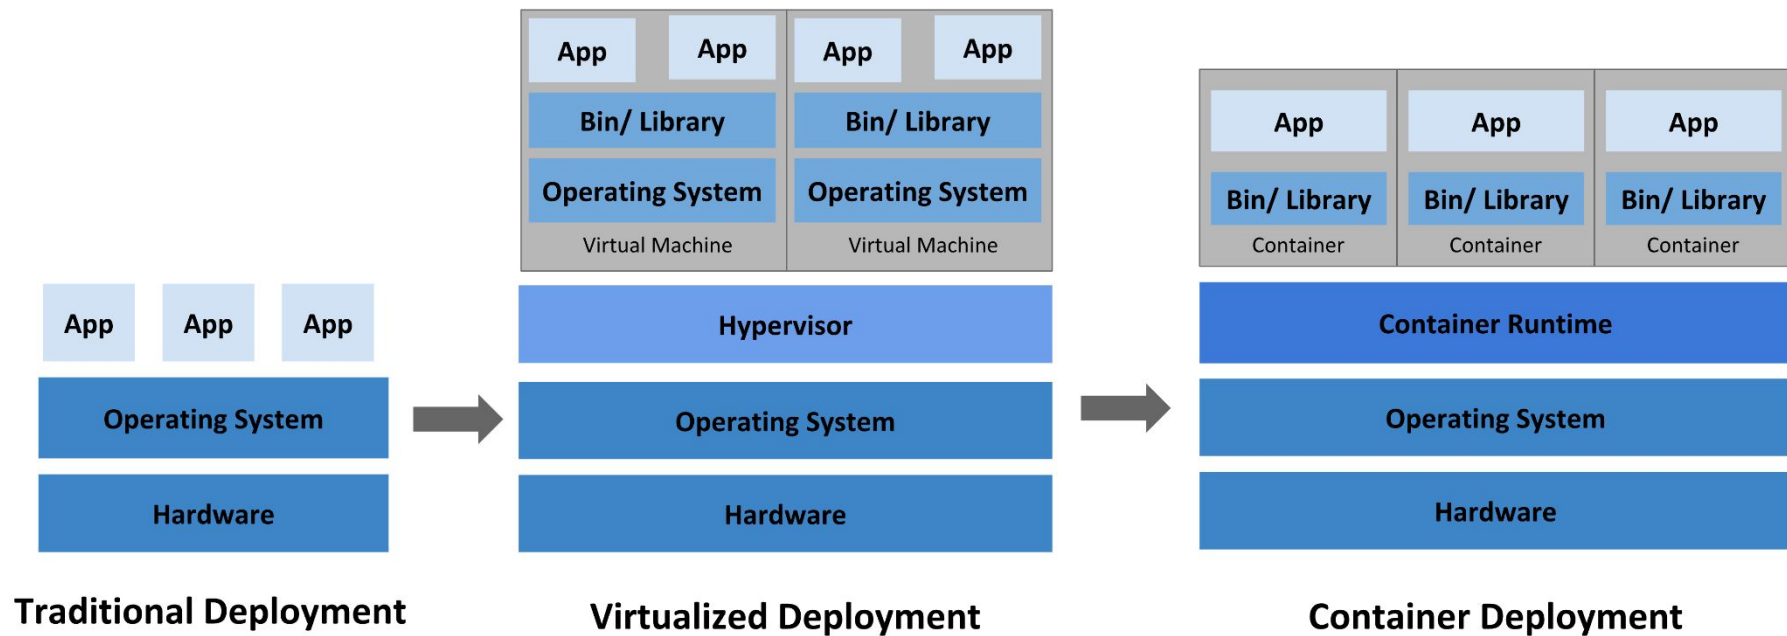 App App App
Operating System
Hardware
Traditional Deployment
App App App App
Bin/ Library Bin/ Library
Operating System Operating System
Virtual Machine Virtual Machine
Hypervisor
Operating System
Hardware
Virtualized Deployment
App App App
Bin/ Library Bin/ Library Bin/ Library
Container Container Container
Container Runtime
Operating System
Hardware
Container Deployment